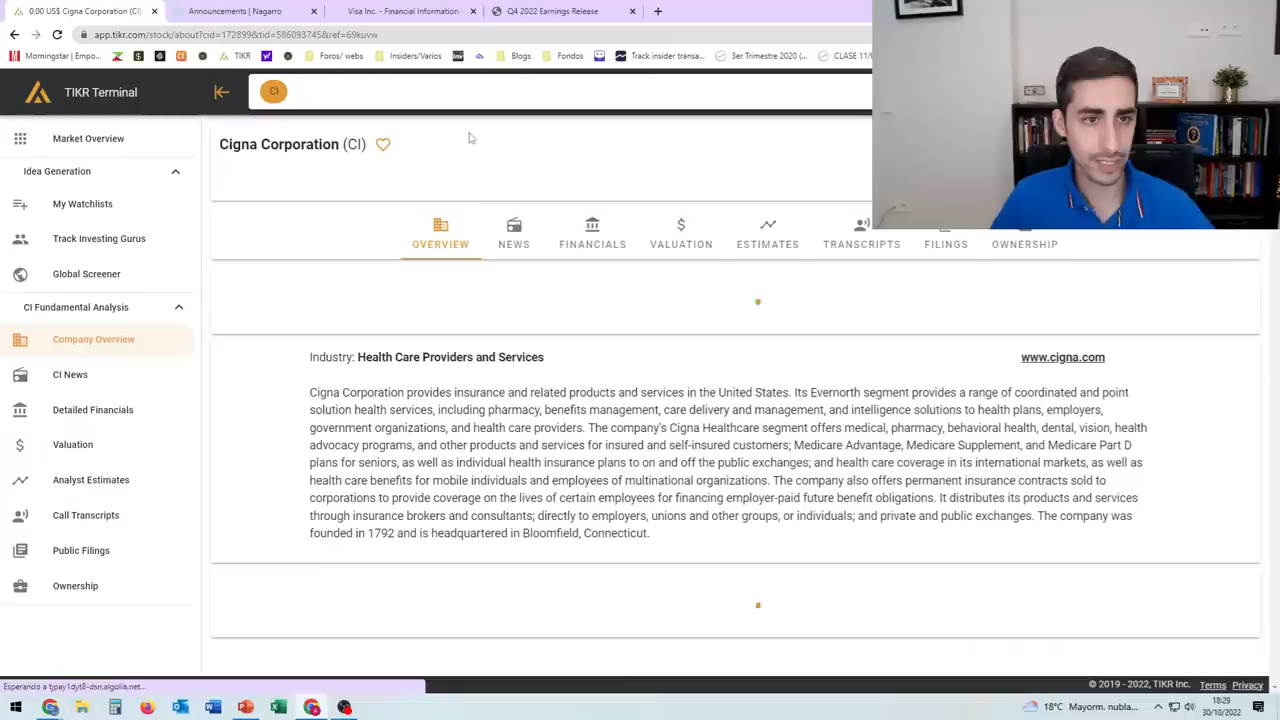 0,00 US$ Cigna Corporation (CI)
Announcements | Nagarro
Visa Inc. - Financial Information
Q4 2022 Earnings Release
app.tikr.com/stock/about?cid=172899&tid=586093745&ref=69kuvw
Morningstar | Empo...
TIKR
Foros/ webs
Insiders/Varios
Blogs
Fondos
Track insider transa...
3er Trimestre 2020 (...
CLASE 11/
TIKR Terminal
CI
Market Overview
Idea Generation
My Watchlists
Track Investing Gurus
Global Screener
CI Fundamental Analysis
Company Overview
CI News
Detailed Financials
Valuation
Analyst Estimates
Call Transcripts
Public Filings
Ownership
Cigna Corporation (CI)
OVERVIEW
NEWS
FINANCIALS
VALUATION
ESTIMATES
TRANSCRIPTS
FILINGS
OWNERSHIP
Industry: Health Care Providers and Services
www.cigna.com
Cigna Corporation provides insurance and related products and services in the United States. Its Evernorth segment provides a range of coordinated and point
solution health services, including pharmacy, benefits management, care delivery and management, and intelligence solutions to health plans, employers,
government organizations, and health care providers. The company's Cigna Healthcare segment offers medical, pharmacy, behavioral health, dental, vision, health
advocacy programs, and other products and services for insured and self-insured customers; Medicare Advantage, Medicare Supplement, and Medicare Part D
plans for seniors, as well as individual health insurance plans to on and off the public exchanges; and health care coverage in its international markets, as well as
health care benefits for mobile individuals and employees of multinational organizations. The company also offers permanent insurance contracts sold to
corporations to provide coverage on the lives of certain employees for financing employer-paid future benefit obligations. It distributes its products and services
through insurance brokers and consultants; directly to employers, unions and other groups, or individuals; and private and public exchanges. The company was
founded in 1792 and is headquartered in Bloomfield, Connecticut.
© 2019 - 2022, TIKR Inc.
Terms
Privacy
Esperando a tjpay1dyt8-dsn.algolia.net...
18°C Mayorm. nubla...
18:29
30/10/2022